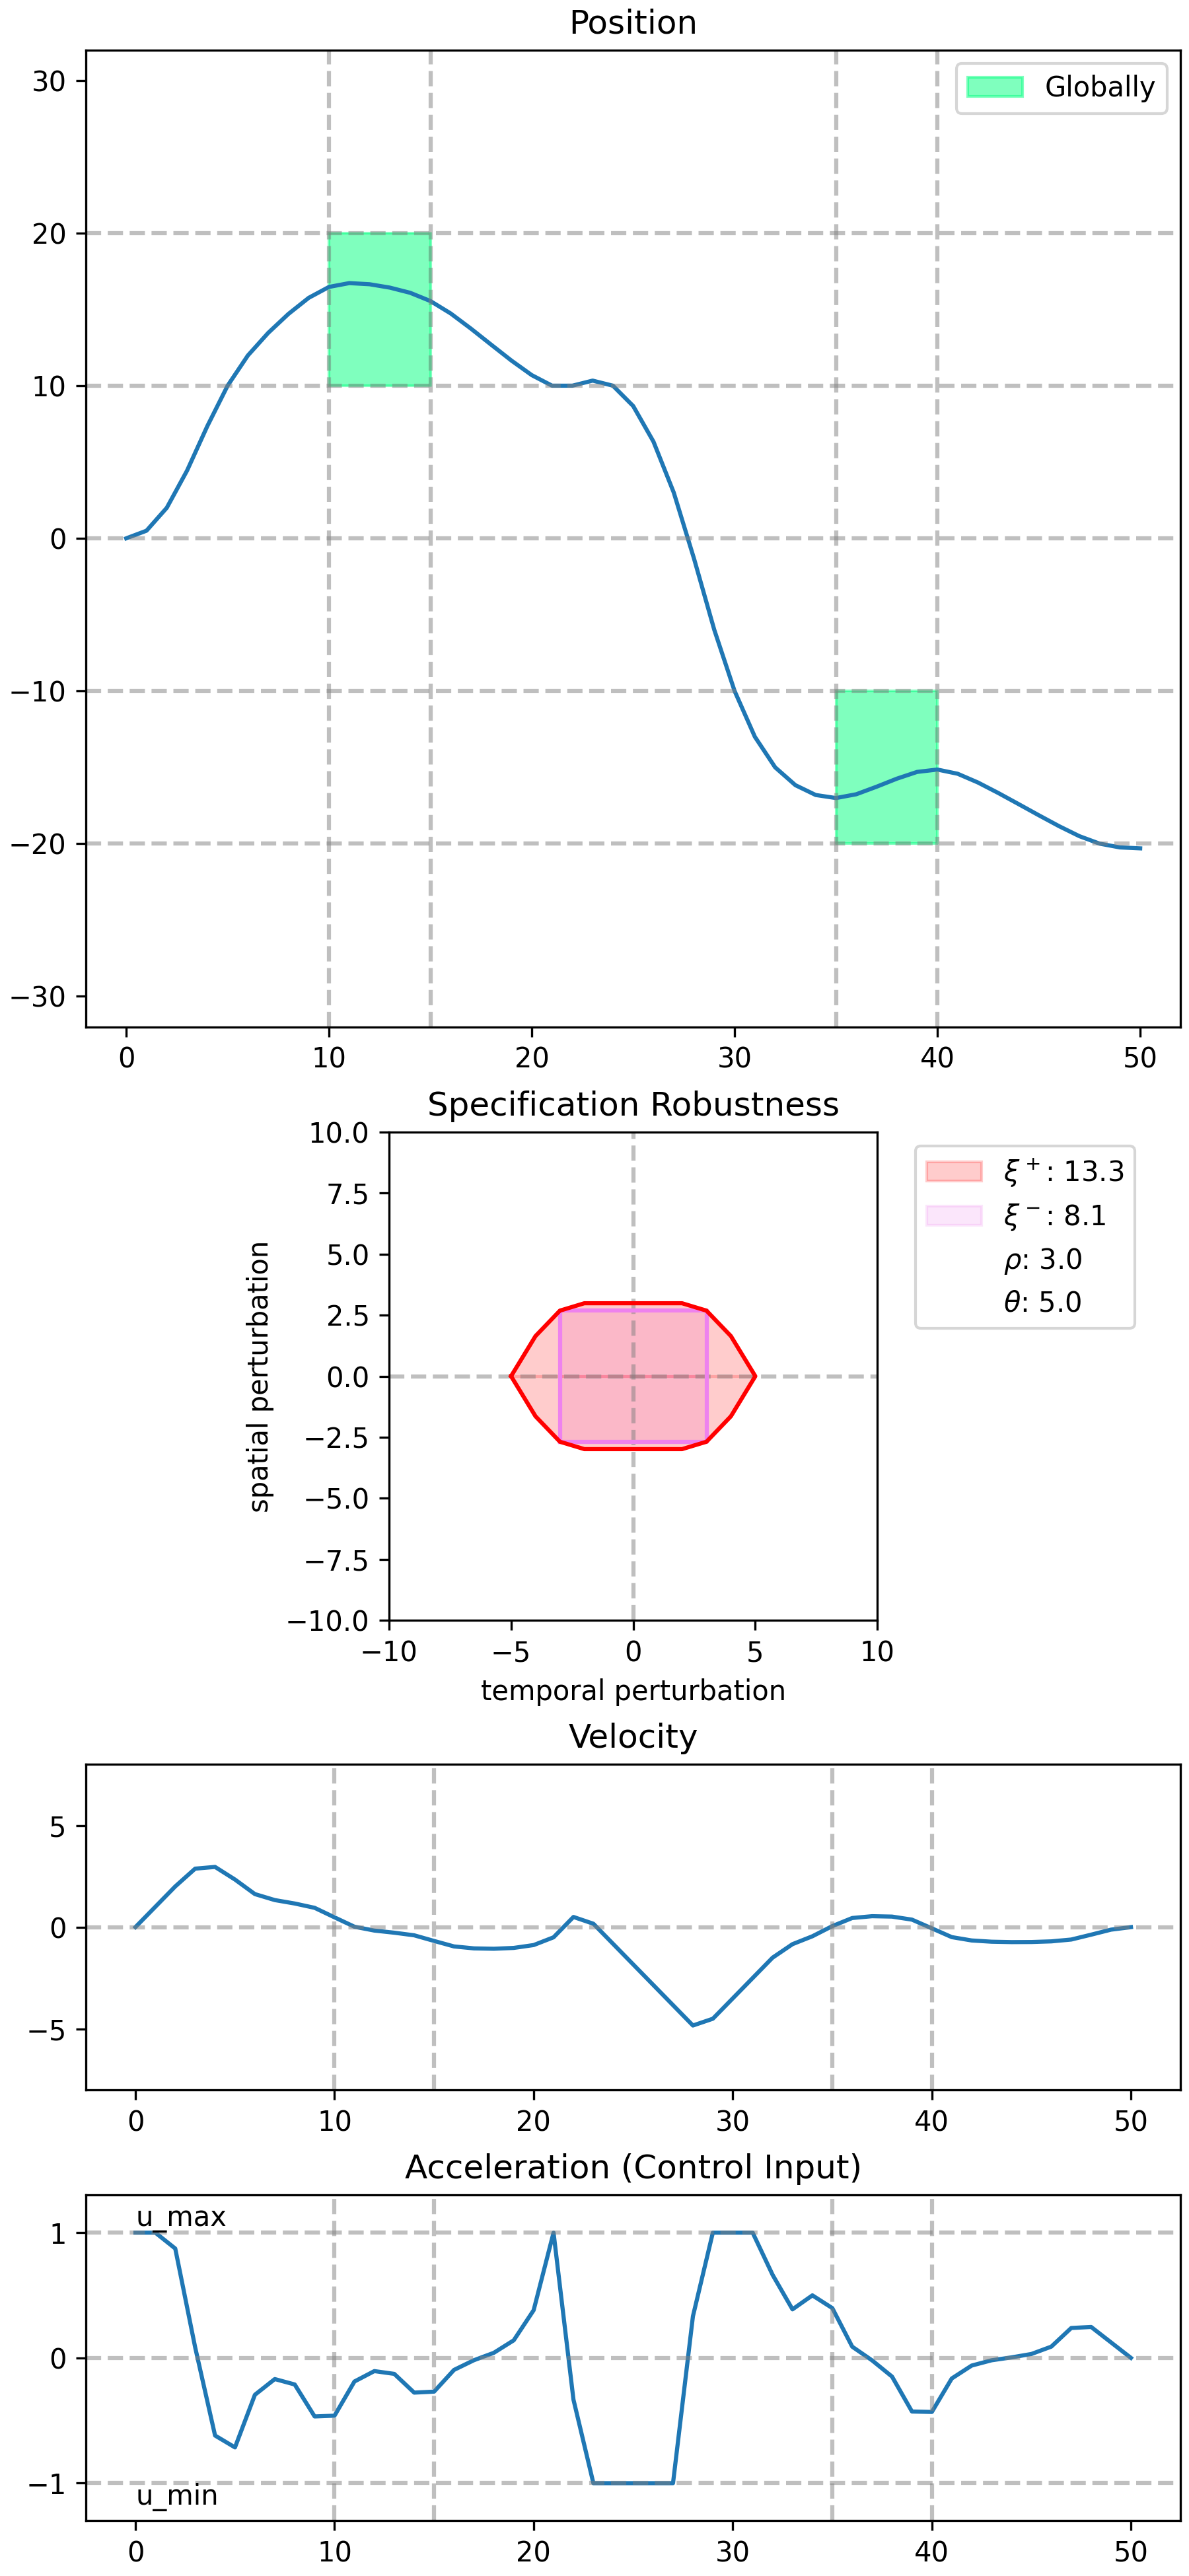 Position
Globally
30
20
10
0
−10
−20
−30
0 10 20 30 40 50
Specification Robustness
10.0
7.5
5.0
2.5
0.0
−2.5
−5.0
−7.5
−10.0
spatial perturbation
−10 −5 0 5 10
temporal perturbation
ξ⁺: 13.3
ξ⁻: 8.1
ρ: 3.0
θ: 5.0
Velocity
5
0
−5
0 10 20 30 40 50
Acceleration (Control Input)
u_max
1
0
−1
u_min
0 10 20 30 40 50